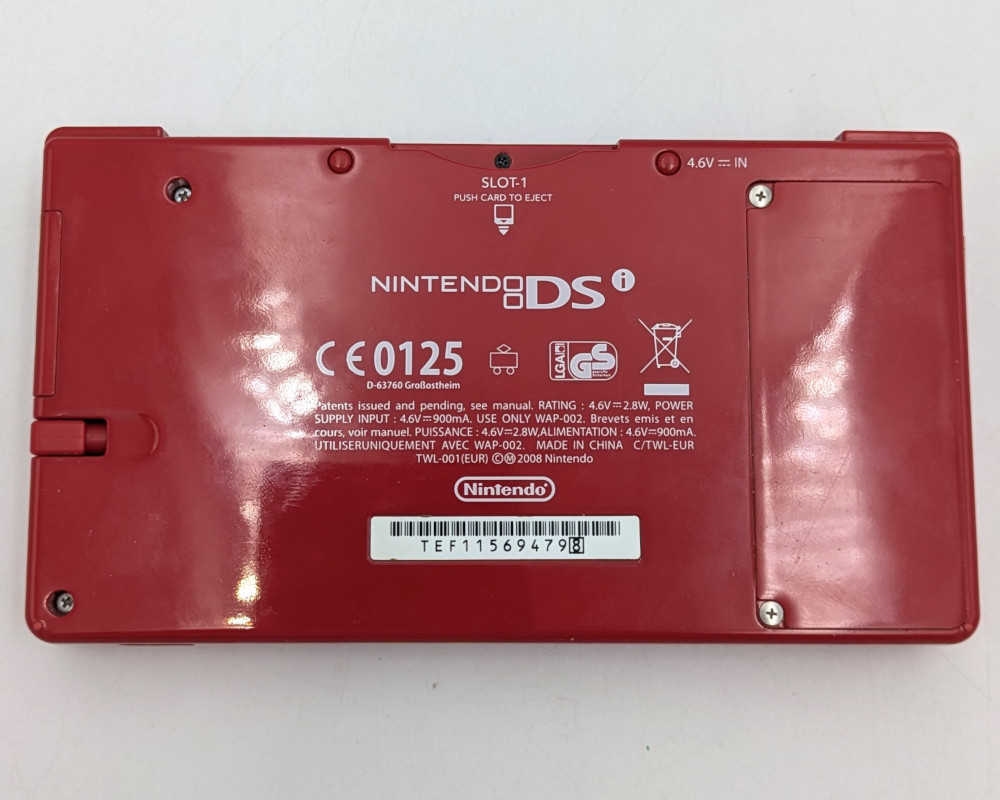 4.6V ⎓ IN
SLOT-1
PUSH CARD TO EJECT
NINTENDO DS i
CE 0125
D-63760 Großostheim
LGA
GS
geprüfte Sicherheit
Patents issued and pending, see manual. RATING : 4.6V⎓2.8W, POWER
SUPPLY INPUT : 4.6V⎓900mA. USE ONLY WAP-002. Brevets emis et en
cours, voir manuel. PUISSANCE : 4.6V⎓2.8W,ALIMENTATION : 4.6V⎓900mA.
UTILISERUNIQUEMENT AVEC WAP-002. MADE IN CHINA C/TWL-EUR
TWL-001(EUR) ⒸⓂ 2008 Nintendo
Nintendo
TEF115694798